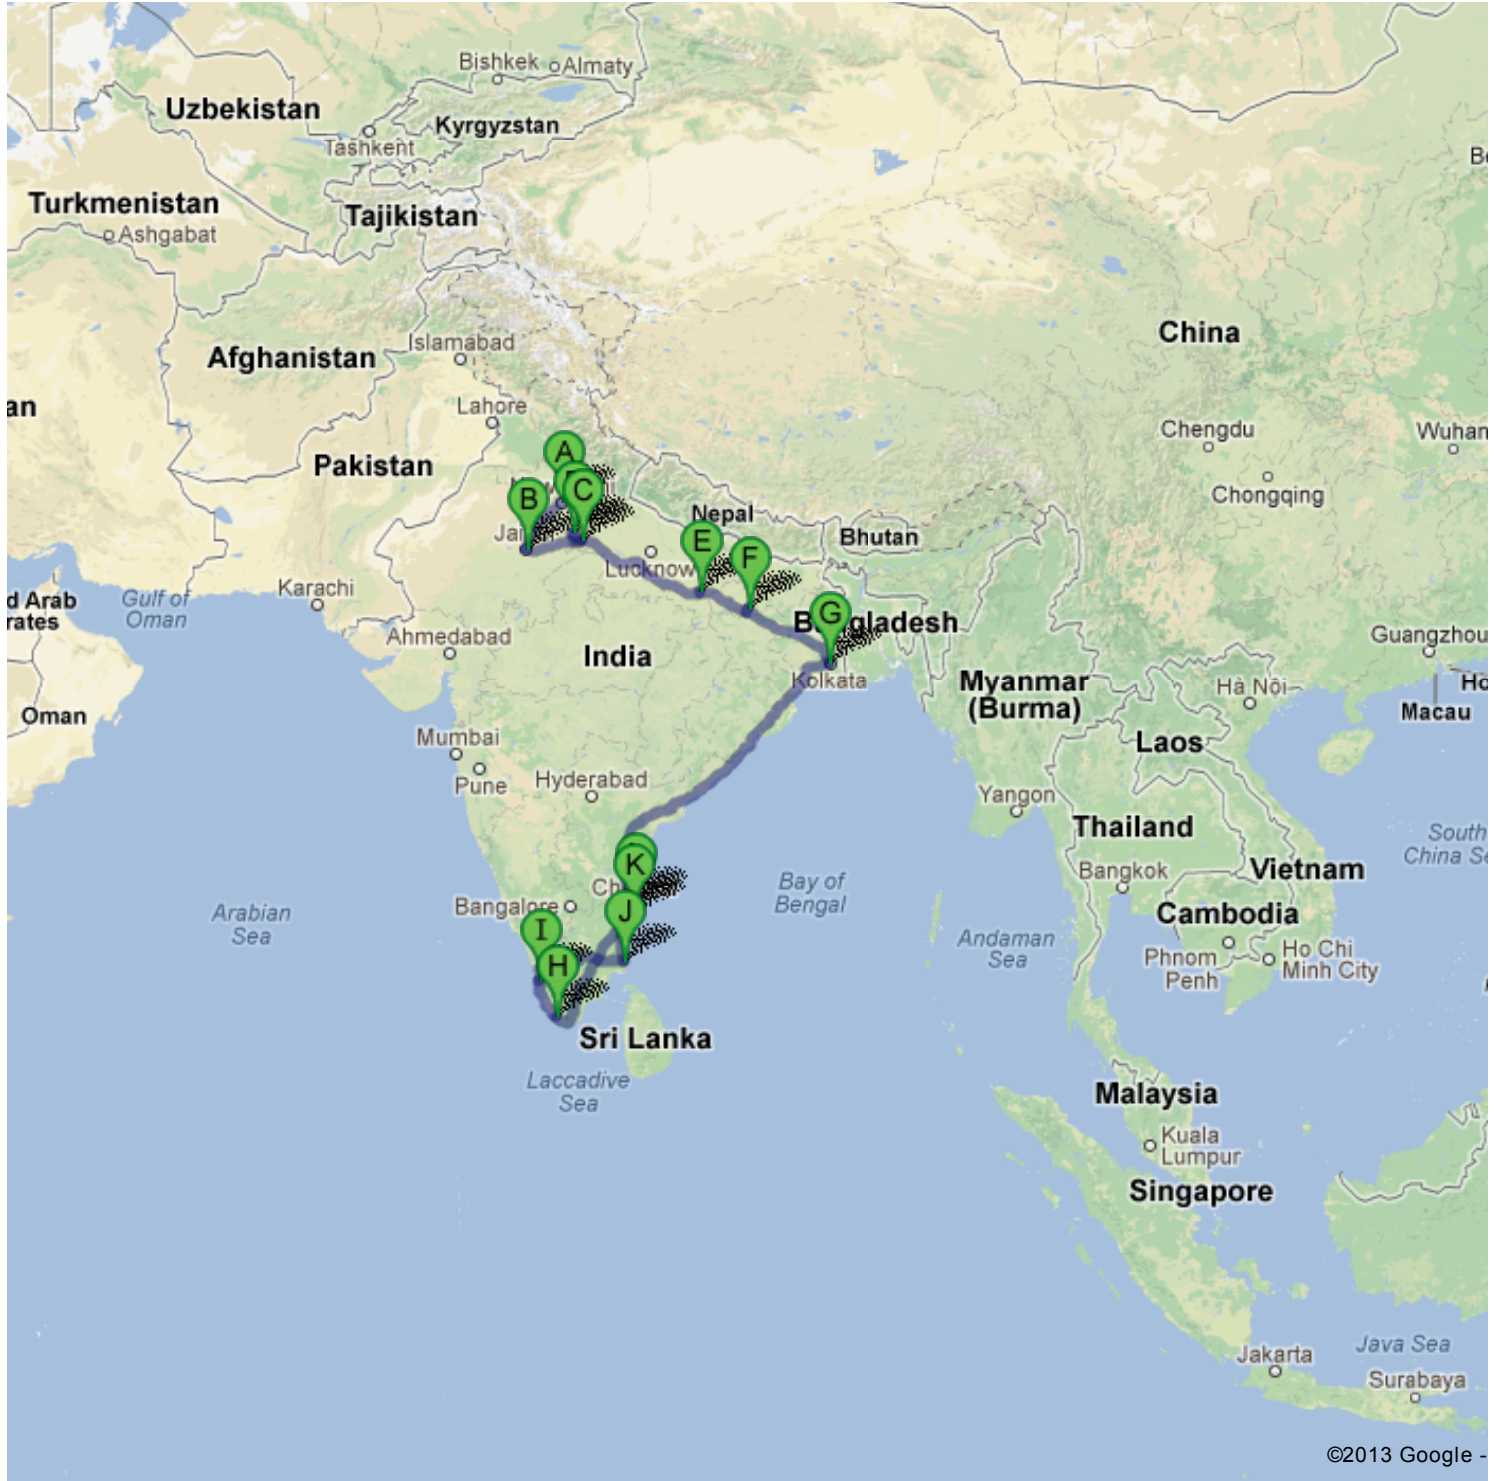 Bishkek
Almaty
Uzbekistan
Kyrgyzstan
Tashkent
Turkmenistan
Tajikistan
Ashgabat
China
Islamabad
Afghanistan
an
Lahore
Chengdu
Wuhan
A
Pakistan
Chongqing
B
C
Nepal
Bhutan
E
F
Lucknow
Karachi
d Arab
rates
Gulf of
Oman
G
Ahmedabad
India
Guangzhou
Kolkata
Myanmar
(Burma)
Hà Nội
Ho
Macau
Oman
Mumbai
Laos
Pune
Hyderabad
Yangon
Thailand
South
China Se
K
Bangkok
Vietnam
Bay of
Bengal
Ch
Bangalore
J
Cambodia
Arabian
Sea
I
Andaman
Sea
Phnom
Penh
Ho Chi
Minh City
H
Sri Lanka
Laccadive
Sea
Malaysia
Kuala
Lumpur
Singapore
Java Sea
Jakarta
Surabaya
©2013 Google -